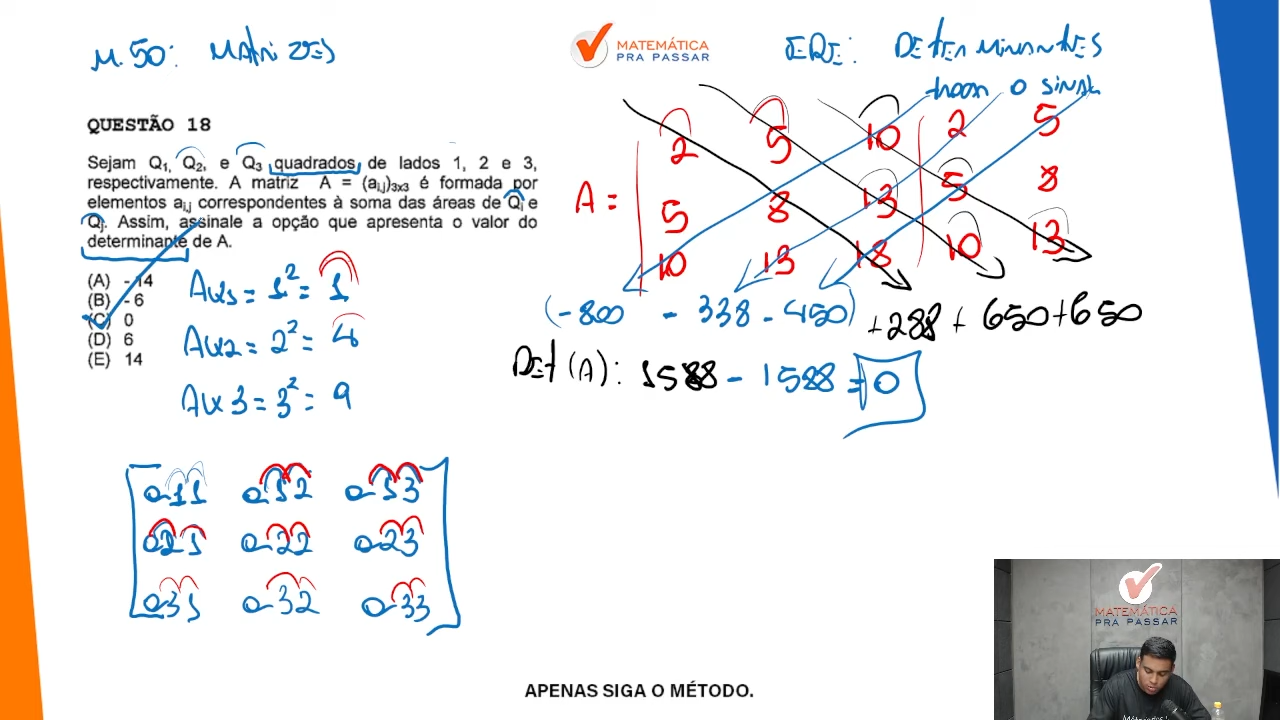 M.50: MATRIZES
MATEMÁTICA
PRA PASSAR
DETERMINANTES
troca o sinal
QUESTÃO 18
Sejam Q1, Q2, e Q3 quadrados de lados 1, 2 e 3,
respectivamente. A matriz A = (ai,j)3x3 é formada por
elementos ai,j correspondentes à soma das áreas de Qi e
Qj. Assim, assinale a opção que apresenta o valor do
determinante de A.
(A) - 14
(B) - 6
(C) 0
(D) 6
(E) 14
AQ1 = 1² = 1
AQ2 = 2² = 4
AQ3 = 3² = 9
a11 a12 a13
a21 a22 a23
a31 a32 a33
2 5 10 2 5
A = 5 8 13 5 8
10 13 18 10 13
(-800 - 338 - 450) +288 + 650+650
Det (A): 1588 - 1588 = 0
APENAS SIGA O MÉTODO.
MATEMÁTICA
PRA PASSAR